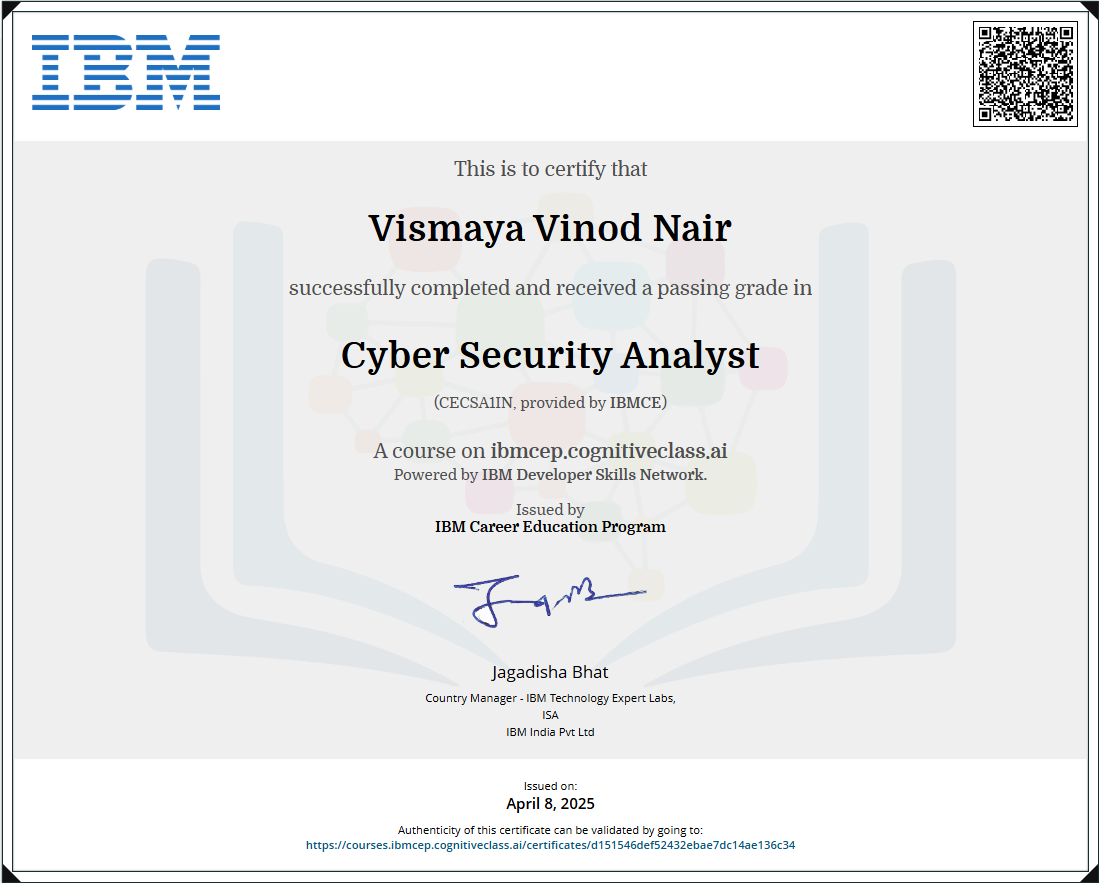 IBM
This is to certify that
Vismaya Vinod Nair
successfully completed and received a passing grade in
Cyber Security Analyst
(CECSA1IN, provided by IBMCE)
A course on ibmcep.cognitiveclass.ai
Powered by IBM Developer Skills Network.
Issued by
IBM Career Education Program
Jagadisha Bhat
Country Manager - IBM Technology Expert Labs,
ISA
IBM India Pvt Ltd
Issued on:
April 8, 2025
Authenticity of this certificate can be validated by going to:
https://courses.ibmcep.cognitiveclass.ai/certificates/d151546def52432ebae7dc14ae136c34